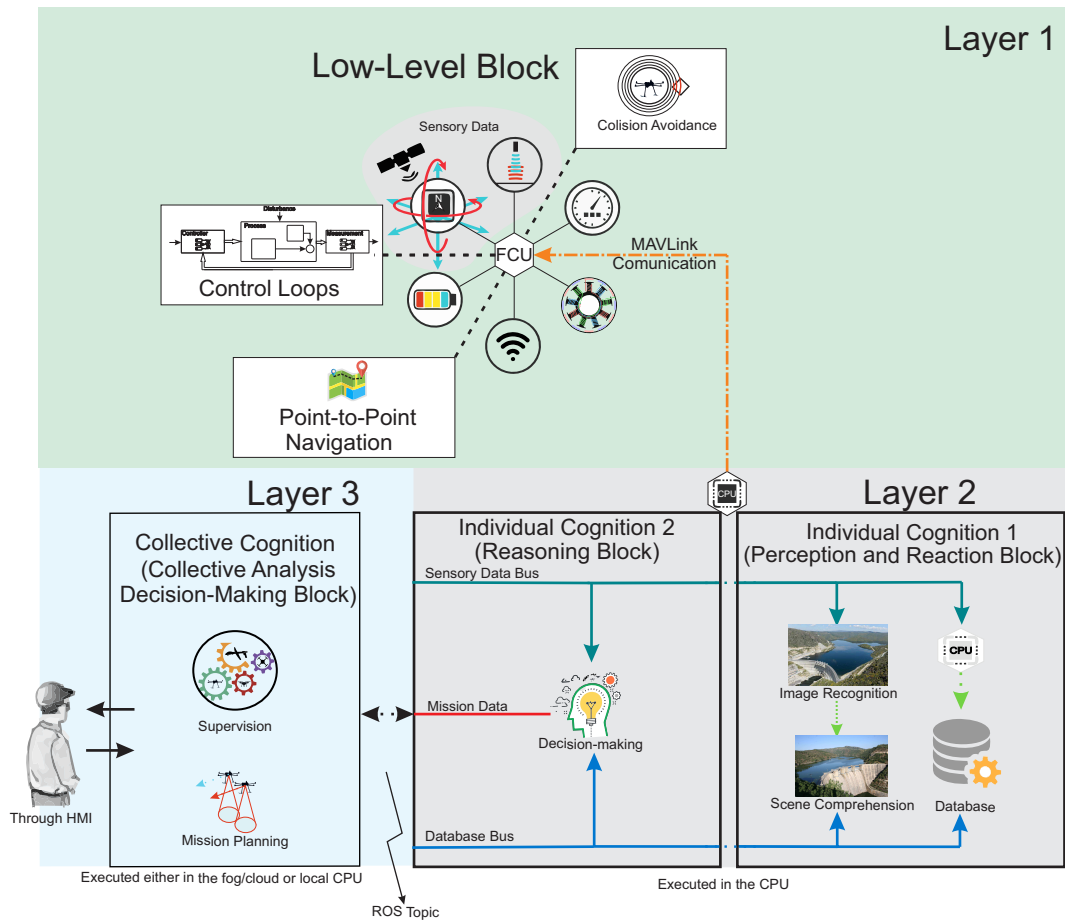 Layer 1
Low-Level Block
Sensory Data
Colision Avoidance
N
Disturbance
Controller
Process
Measurement
Control Loops
FCU
MAVLink
Comunication
Point-to-Point
Navigation
CPU
Layer 3
Layer 2
Collective Cognition
(Collective Analysis
Decision-Making Block)
Individual Cognition 2
(Reasoning Block)
Individual Cognition 1
(Perception and Reaction Block)
Sensory Data Bus
CPU
Image Recognition
Supervision
Mission Data
Decision-making
Through HMI
Mission Planning
Scene Comprehension
Database
Database Bus
Executed either in the fog/cloud or local CPU
Executed in the CPU
ROS Topic